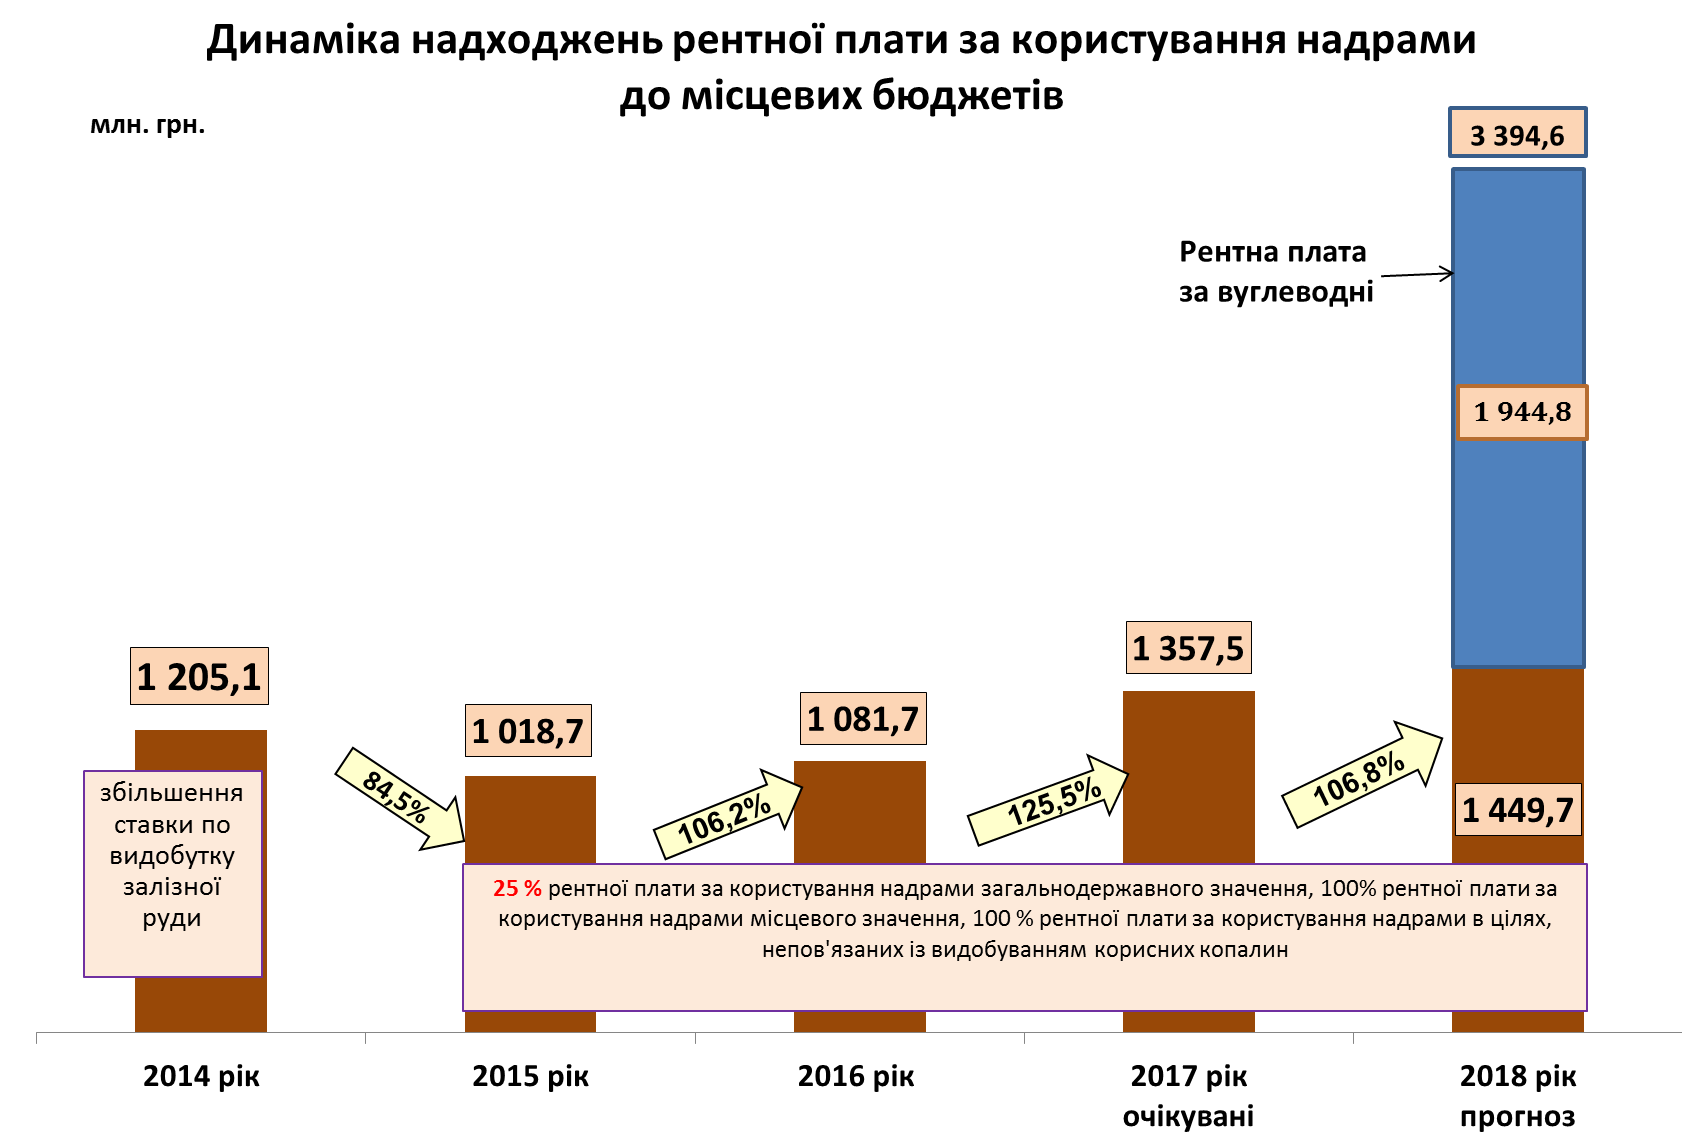 Динаміка надходжень рентної плати за користування надрами
до місцевих бюджетів
млн. грн.
3 394,6
Рентна плата
за вуглеводні
1 944,8
1 205,1
1 018,7
1 081,7
1 357,5
1 449,7
84,5%
106,2%
125,5%
106,8%
збільшення
ставки по
видобутку
залізної
руди
25 % рентної плати за користування надрами загальнодержавного значення, 100% рентної плати за
користування надрами місцевого значення, 100 % рентної плати за користування надрами в цілях,
непов'язаних із видобуванням корисних копалин
2014 рік
2015 рік
2016 рік
2017 рік
очікувані
2018 рік
прогноз